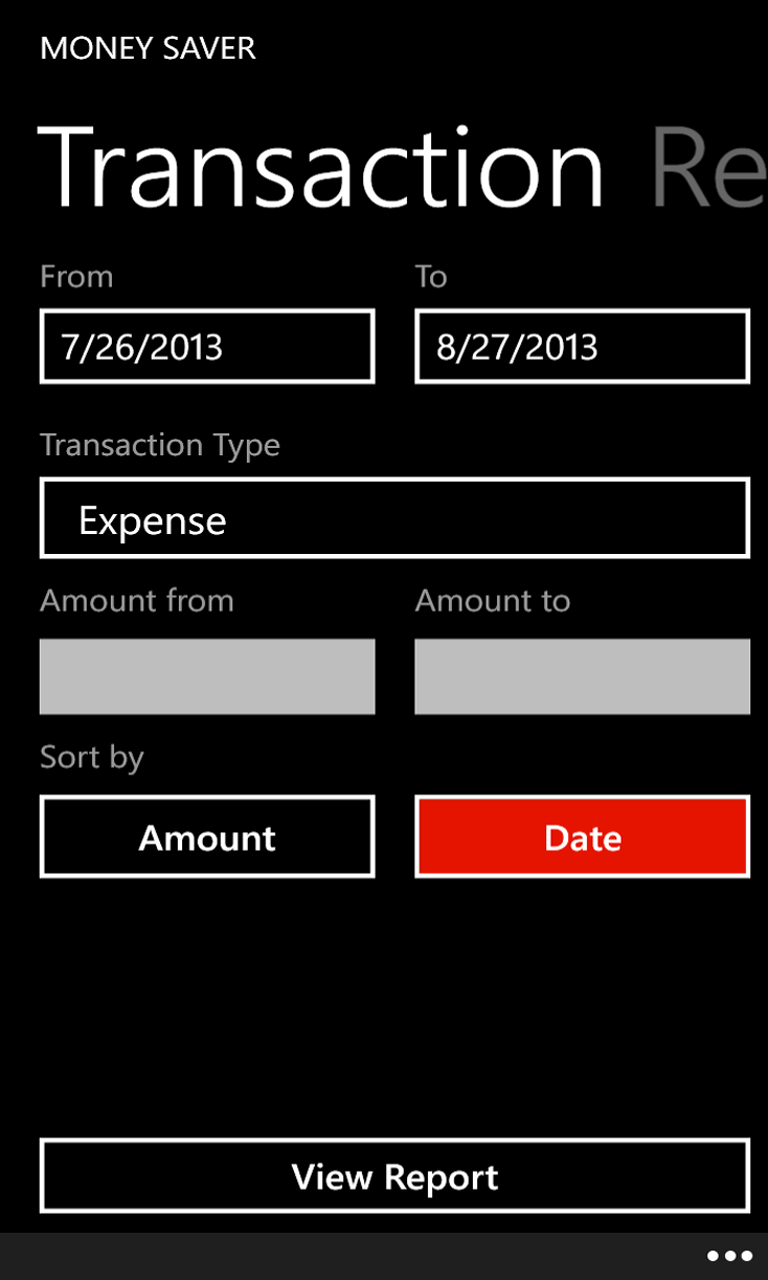 MONEY SAVER
Transaction Re
From To
7/26/2013 8/27/2013
Transaction Type
Expense
Amount from Amount to
Sort by
Amount Date
View Report